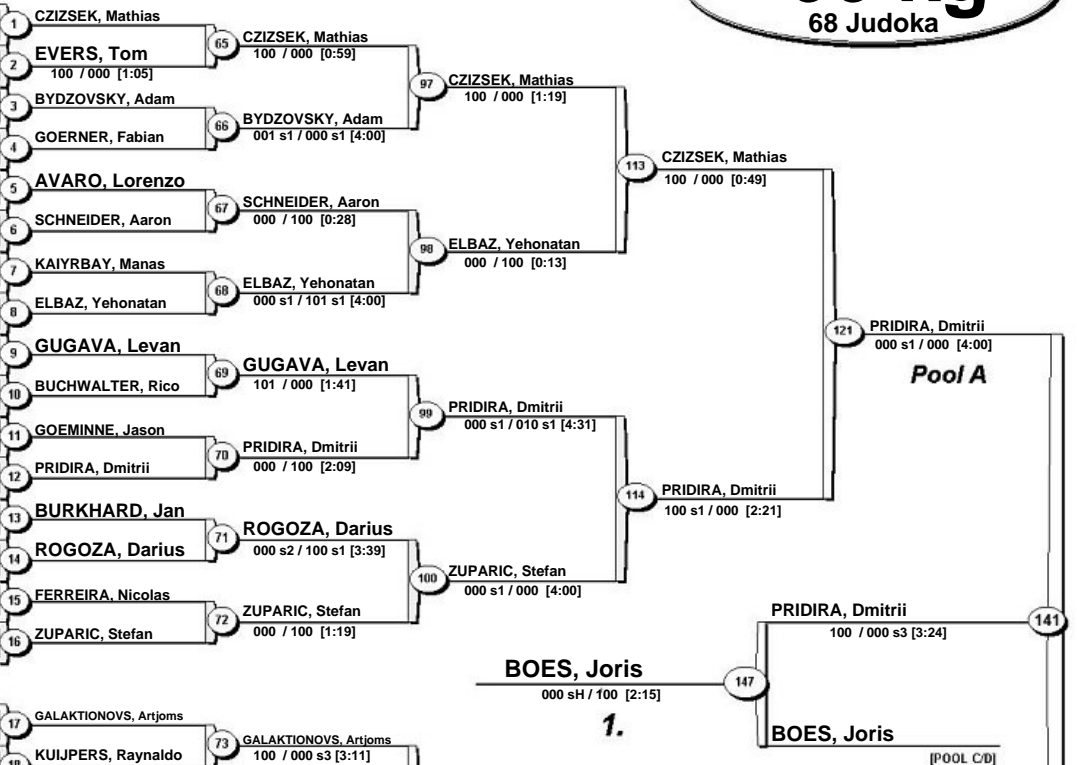 68 Judoka
1 CZIZSEK, Mathias
2 EVERS, Tom
100 / 000 [1:05]
3 BYDZOVSKY, Adam
4 GOERNER, Fabian
5 AVARO, Lorenzo
6 SCHNEIDER, Aaron
7 KAIYRBAY, Manas
8 ELBAZ, Yehonatan
9 GUGAVA, Levan
10 BUCHWALTER, Rico
11 GOEMINNE, Jason
12 PRIDIRA, Dmitrii
13 BURKHARD, Jan
14 ROGOZA, Darius
15 FERREIRA, Nicolas
16 ZUPARIC, Stefan
17 GALAKTIONOVS, Artjoms
18 KUIJPERS, Raynaldo
65 CZIZSEK, Mathias
100 / 000 [0:59]
66 BYDZOVSKY, Adam
001 s1 / 000 s1 [4:00]
67 SCHNEIDER, Aaron
000 / 100 [0:28]
68 ELBAZ, Yehonatan
000 s1 / 101 s1 [4:00]
69 GUGAVA, Levan
101 / 000 [1:41]
70 PRIDIRA, Dmitrii
000 / 100 [2:09]
71 ROGOZA, Darius
000 s2 / 100 s1 [3:39]
72 ZUPARIC, Stefan
000 / 100 [1:19]
73 GALAKTIONOVS, Artjoms
100 / 000 s3 [3:11]
97 CZIZSEK, Mathias
100 / 000 [1:19]
98 ELBAZ, Yehonatan
000 / 100 [0:13]
99 PRIDIRA, Dmitrii
000 s1 / 010 s1 [4:31]
100 ZUPARIC, Stefan
000 s1 / 000 [4:00]
113 CZIZSEK, Mathias
100 / 000 [0:49]
114 PRIDIRA, Dmitrii
100 s1 / 000 [2:21]
121 PRIDIRA, Dmitrii
000 s1 / 000 [4:00]
Pool A
PRIDIRA, Dmitrii
100 / 000 s3 [3:24]
141
BOES, Joris
147
000 sH / 100 [2:15]
1.
BOES, Joris
[POOL C/D]